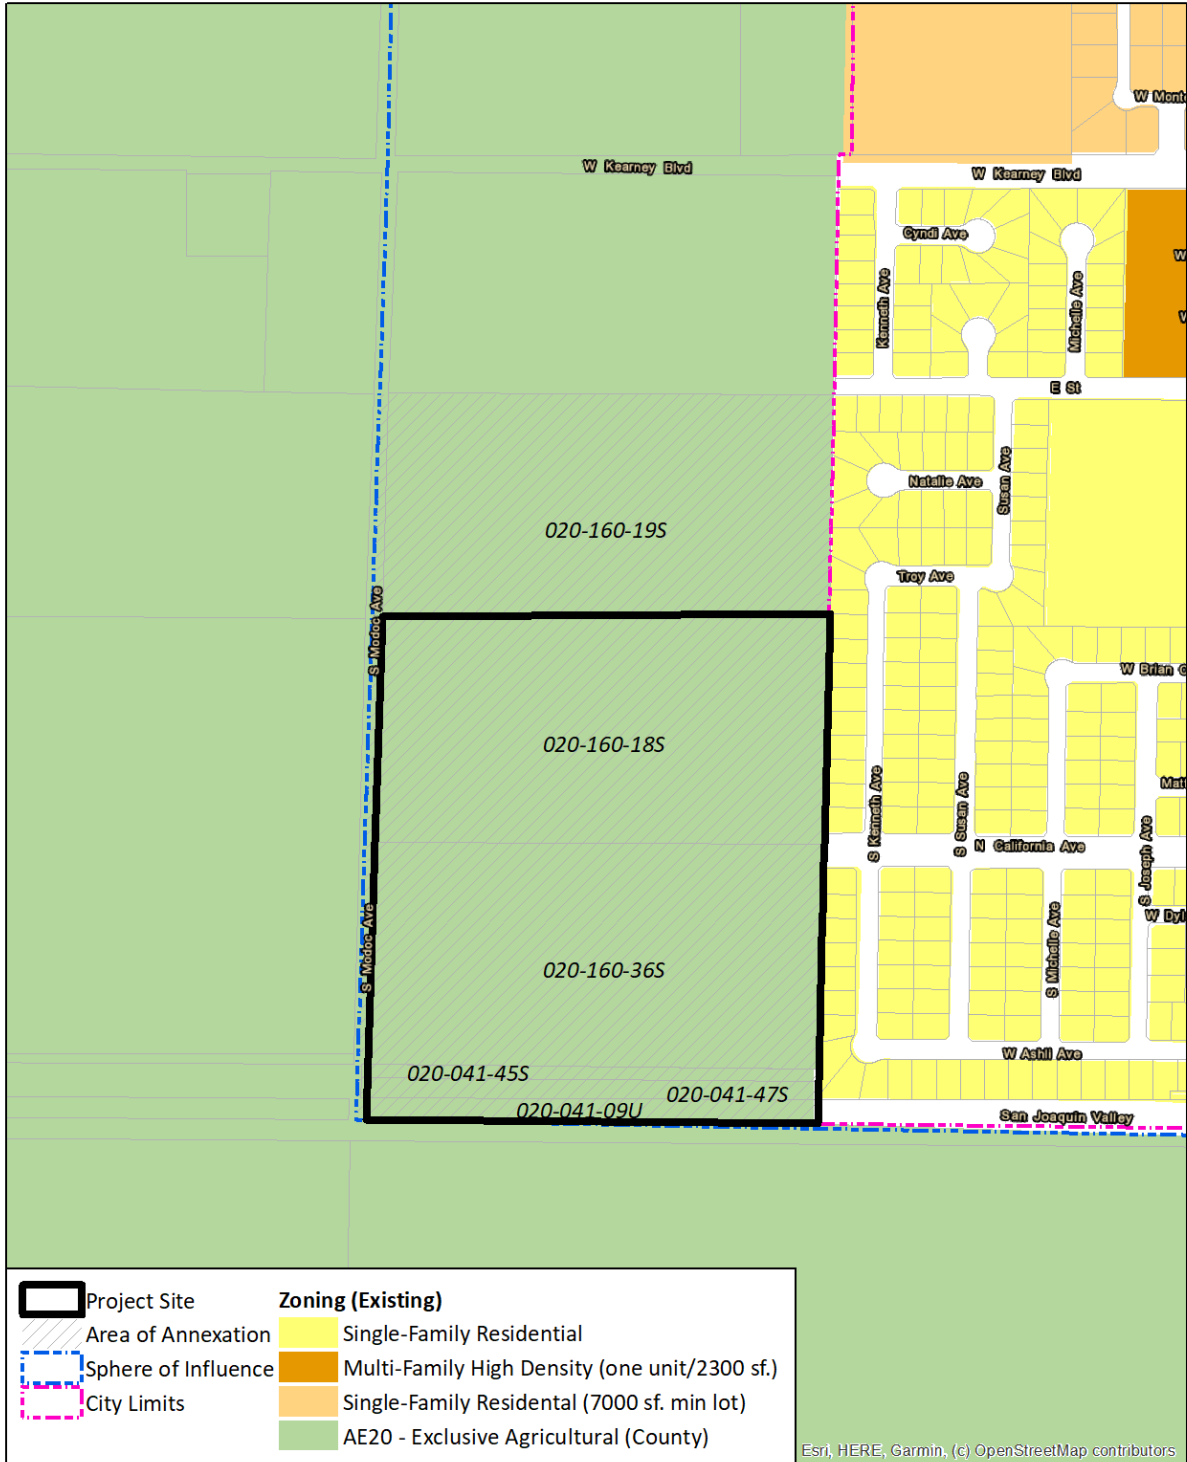 W Mont
W Kearney Blvd
W Kearney Blvd
Cyndi Ave
W
Kenneth Ave
Michelle Ave
E St
Susan Ave
Natalie Ave
020-160-19S
Troy Ave
S Modoc Ave
W Brian C
020-160-18S
S Kenneth Ave
S Susan Ave
Matt
N California Ave
S Joseph Ave
S Modoc Ave
S Michelle Ave
W Dyl
020-160-36S
W Ashli Ave
020-041-45S
020-041-47S
020-041-09U
San Joaquin Valley
Project Site
Area of Annexation
Sphere of Influence
City Limits
Zoning (Existing)
Single-Family Residential
Multi-Family High Density (one unit/2300 sf.)
Single-Family Residental (7000 sf. min lot)
AE20 - Exclusive Agricultural (County)
Esri, HERE, Garmin, (c) OpenStreetMap contributors